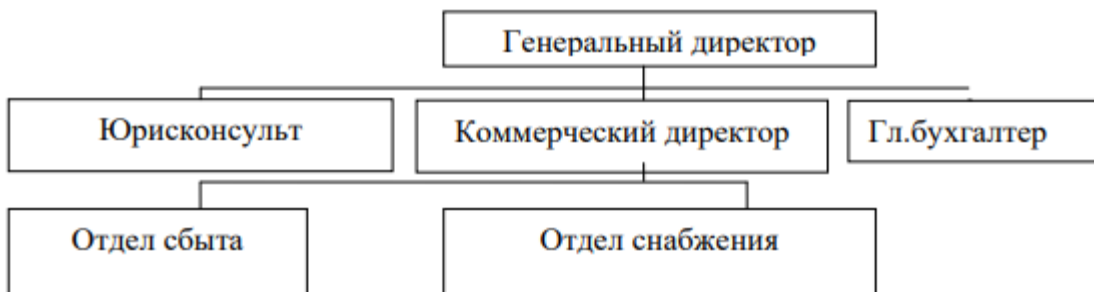 Генеральный директор
Юрисконсульт
Коммерческий директор
Гл.бухгалтер
Отдел сбыта
Отдел снабжения